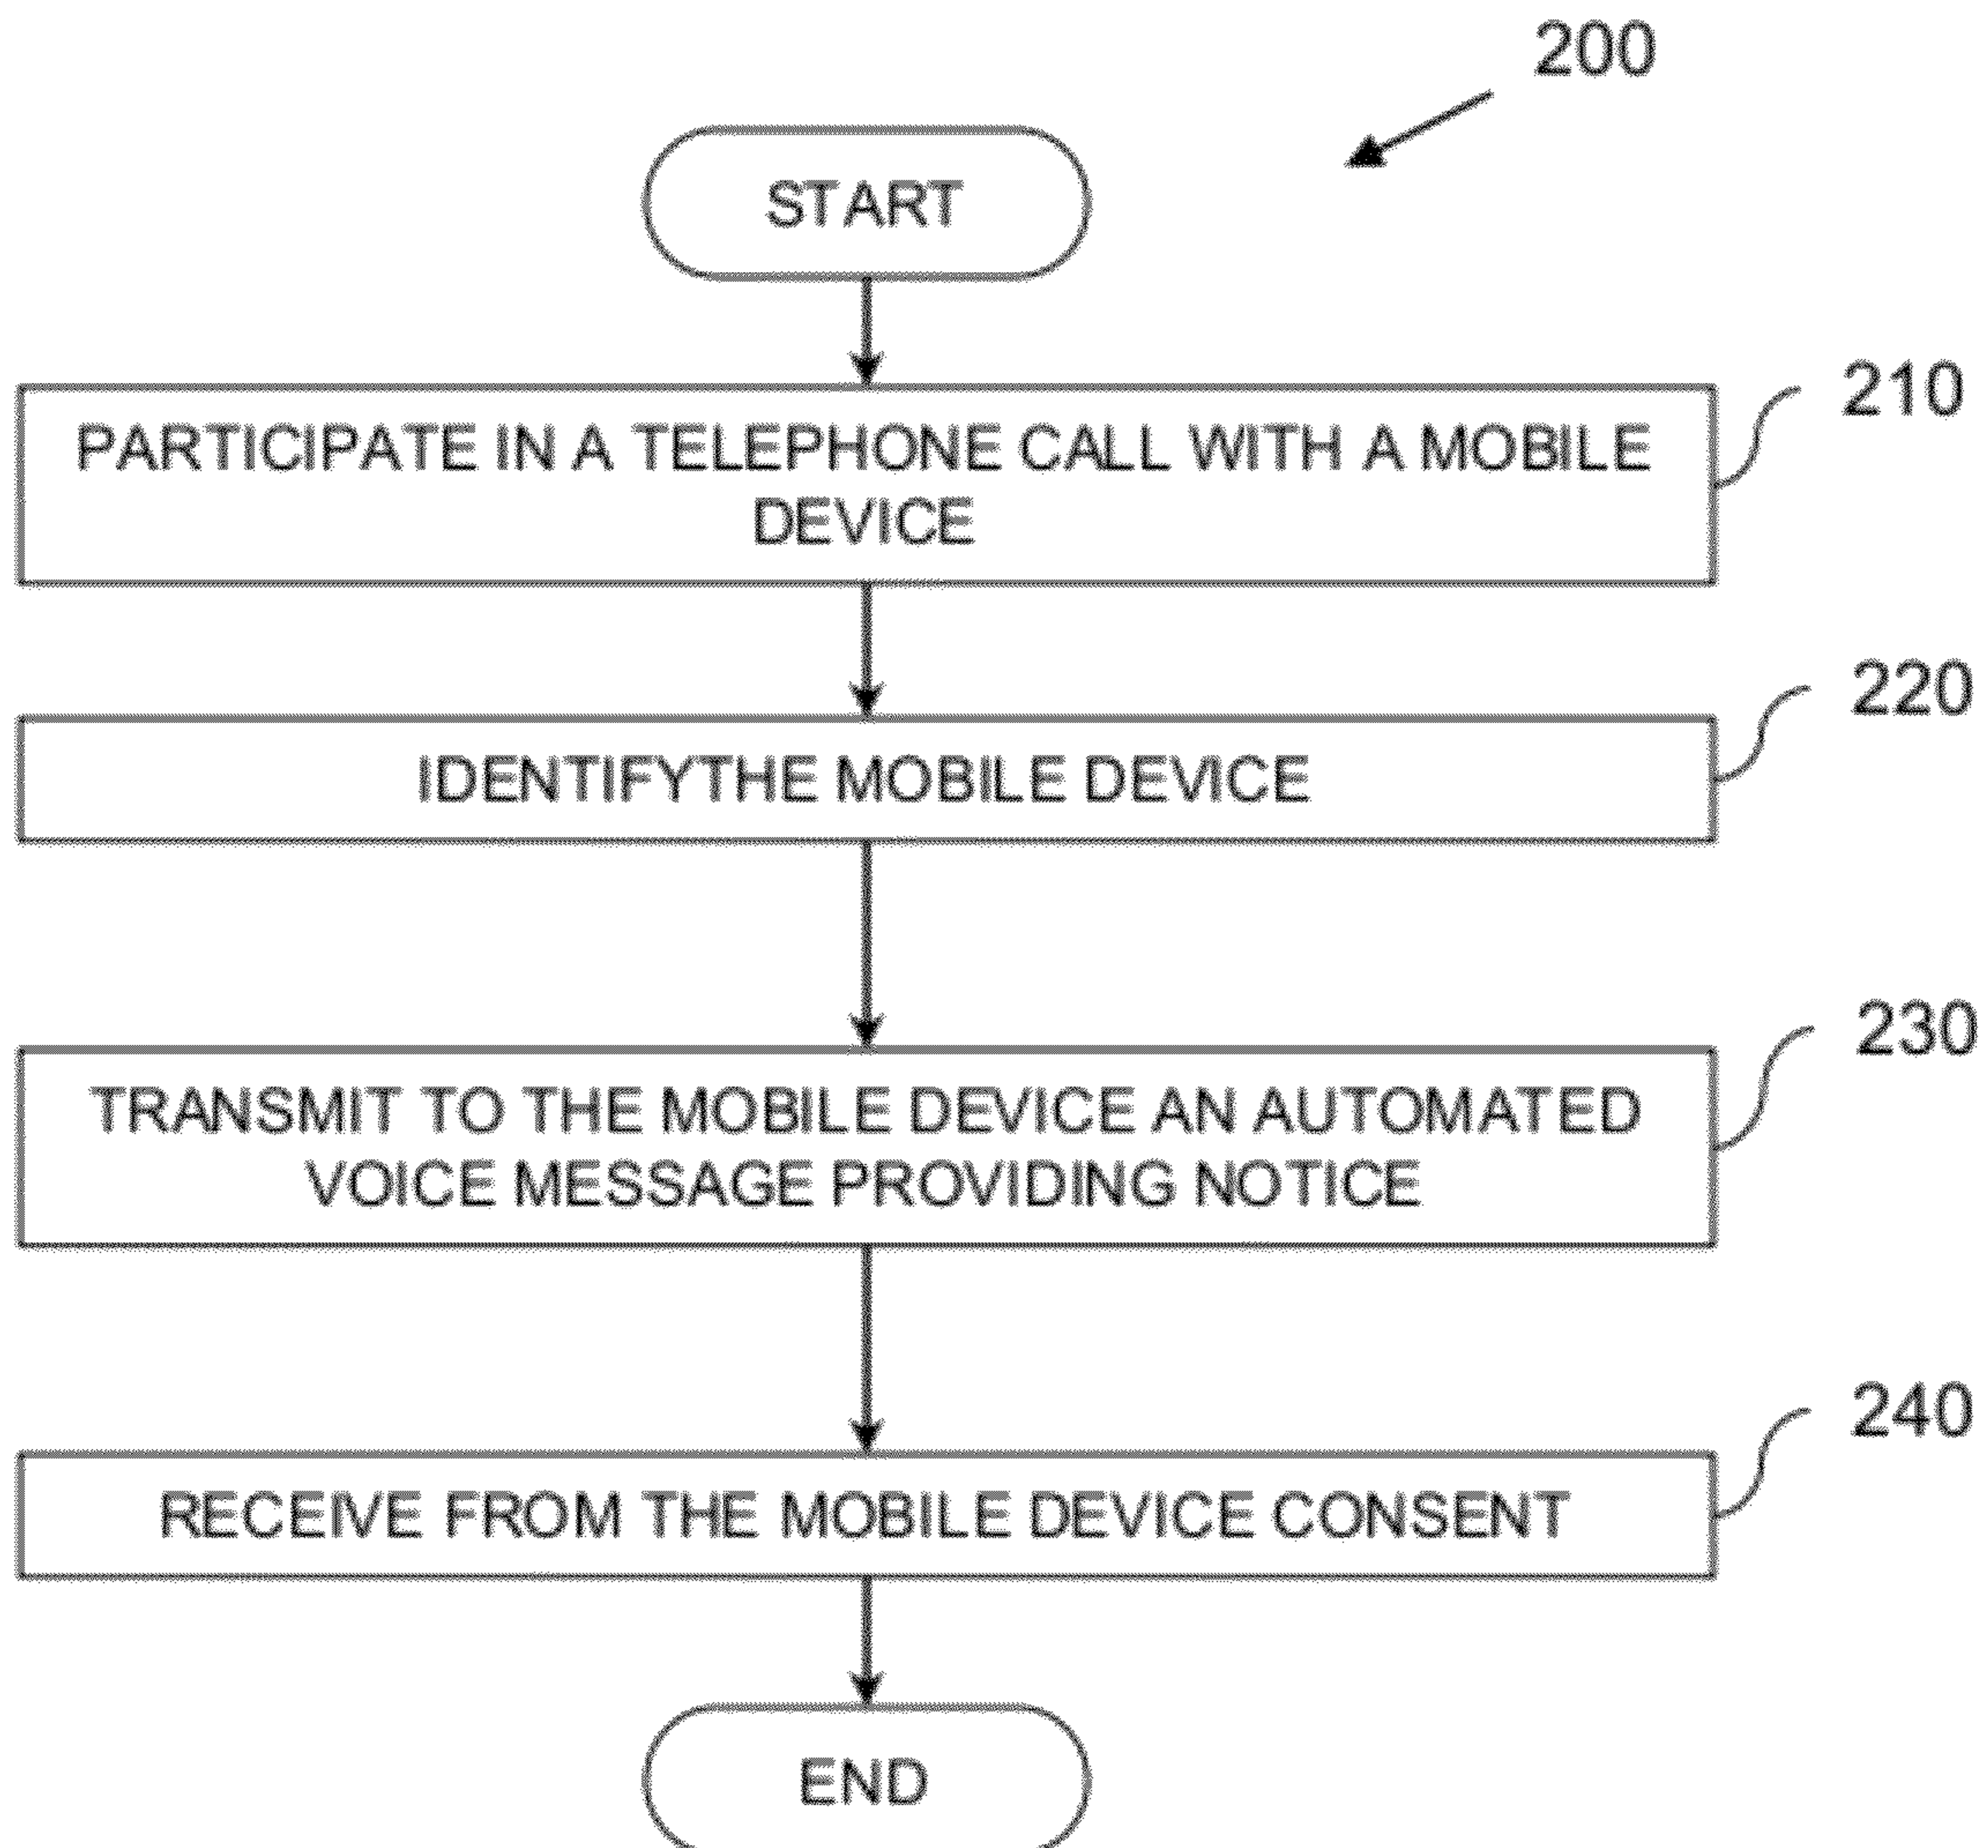 200
START
210
PARTICIPATE IN A TELEPHONE CALL WITH A MOBILE
DEVICE
220
IDENTIFYTHE MOBILE DEVICE
230
TRANSMIT TO THE MOBILE DEVICE AN AUTOMATED
VOICE MESSAGE PROVIDING NOTICE
240
RECEIVE FROM THE MOBILE DEVICE CONSENT
END